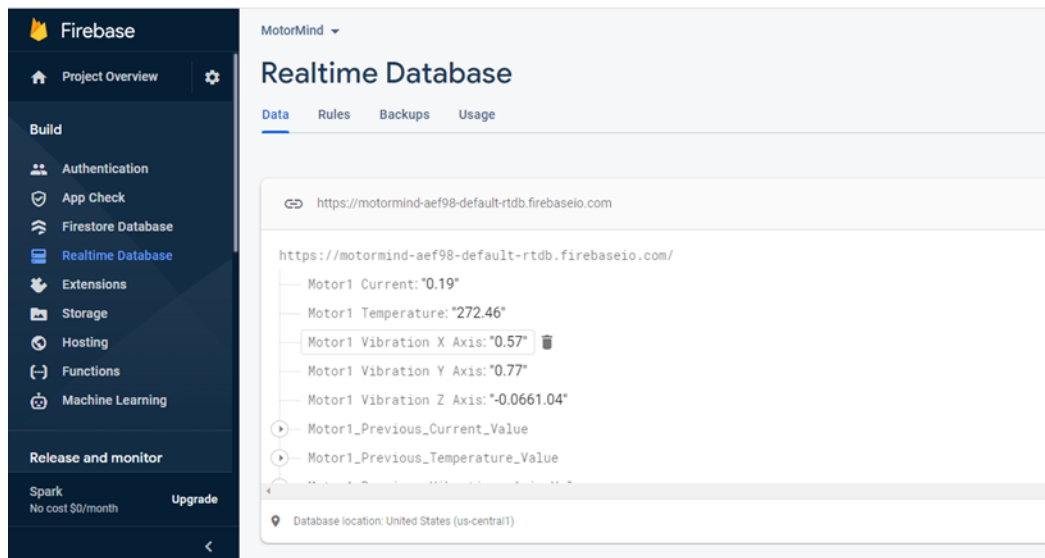 Firebase
Project Overview
Build
Authentication
App Check
Firestore Database
Realtime Database
Extensions
Storage
Hosting
Functions
Machine Learning
Release and monitor
Spark
No cost $0/month
Upgrade
MotorMind
Realtime Database
Data Rules Backups Usage
https://motormind-aef98-default-rtdb.firebaseio.com
https://motormind-aef98-default-rtdb.firebaseio.com/
Motor1 Current:"0.19"
Motor1 Temperature:"272.46"
Motor1 Vibration X Axis:"0.57"
Motor1 Vibration Y Axis:"0.77"
Motor1 Vibration Z Axis:"-0.0661.04"
Motor1_Previous_Current_Value
Motor1_Previous_Temperature_Value
Database location: United States (us-central1)